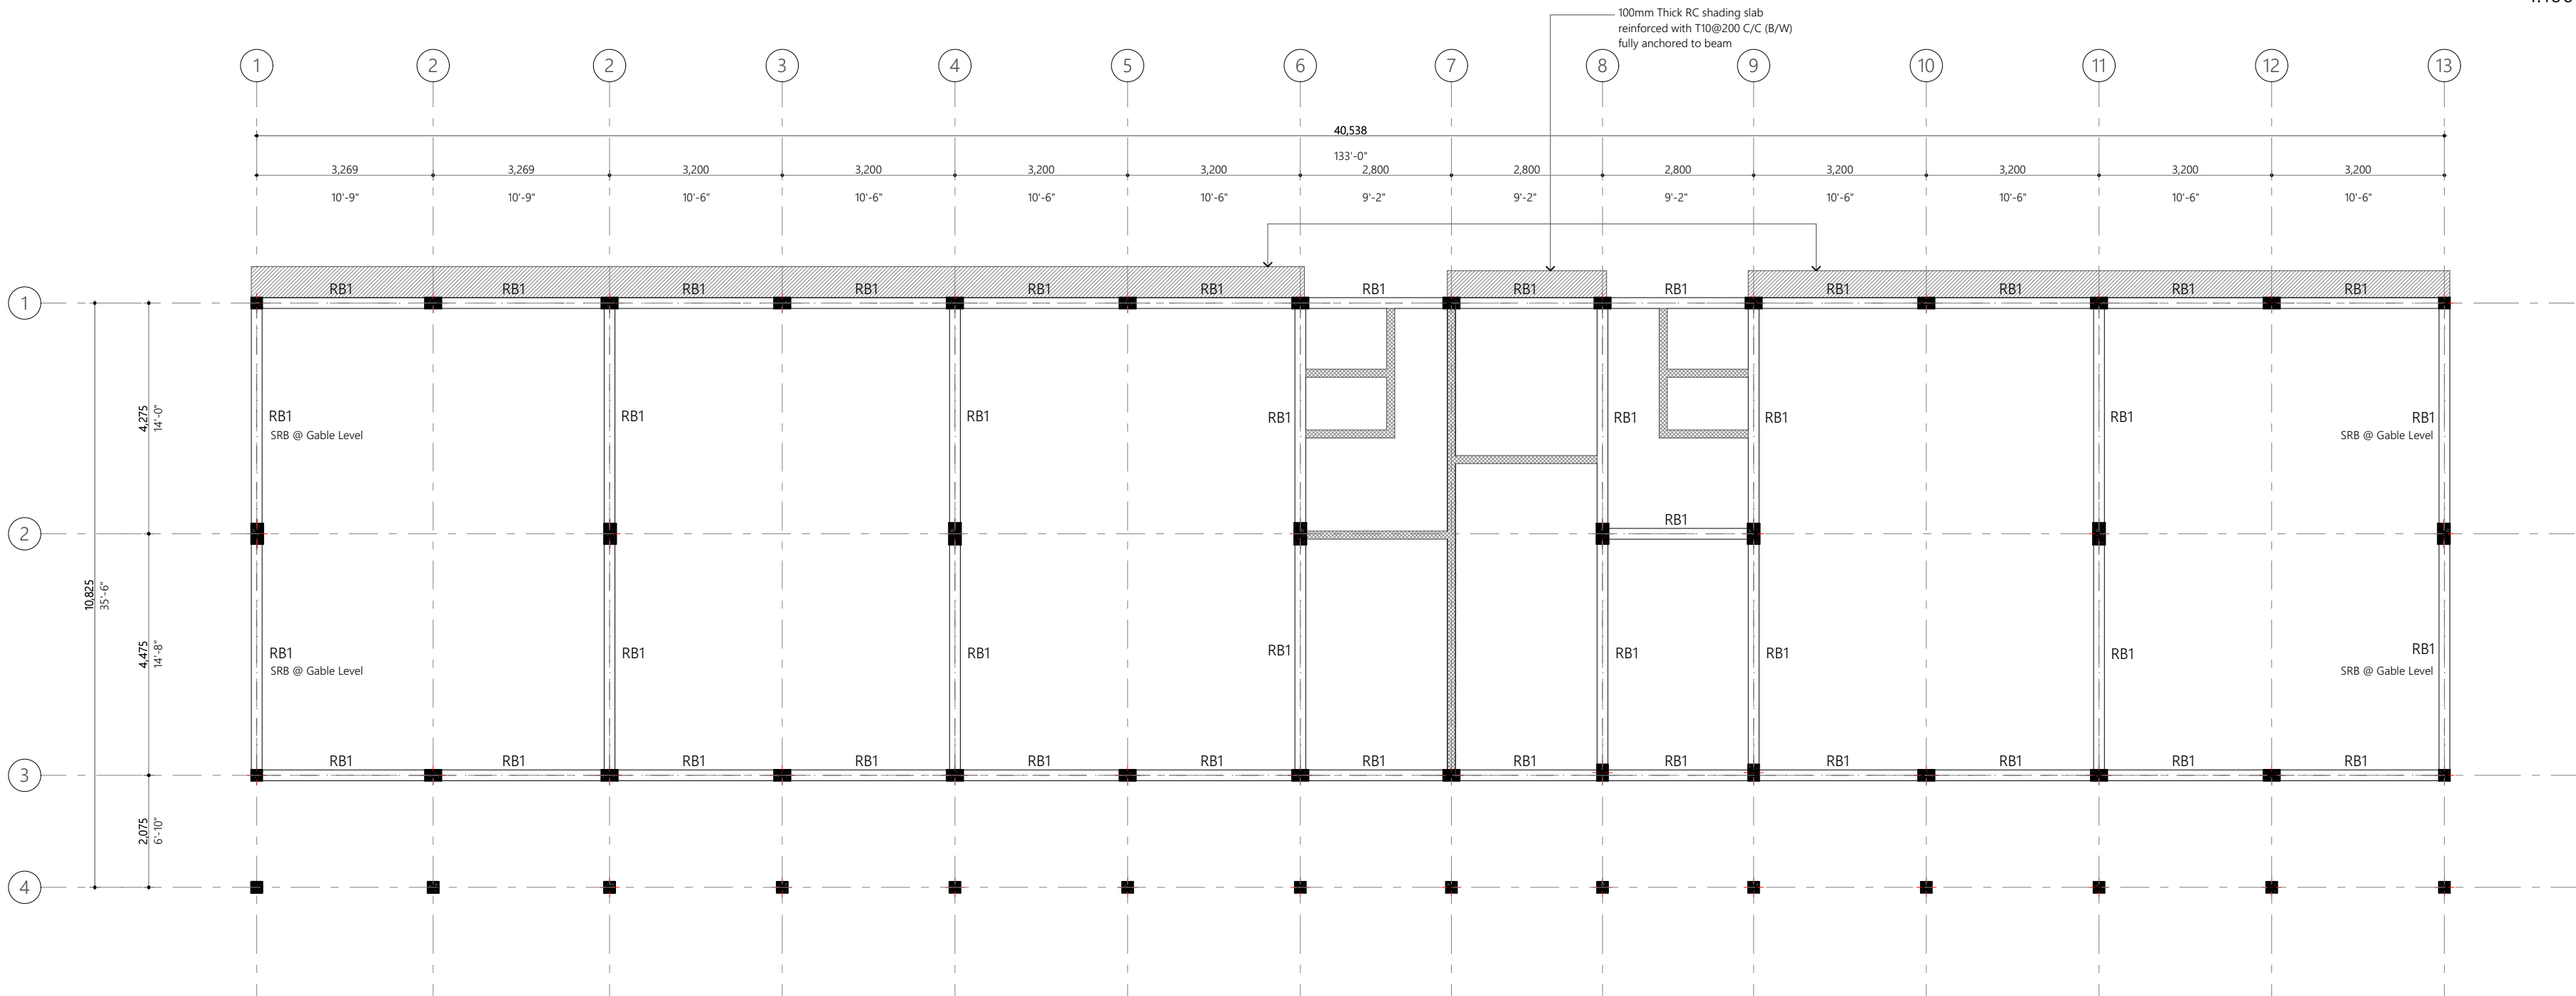 100mm Thick RC shading slab
reinforced with T10@200 C/C (B/W)
fully anchored to beam
1 2 2 3 4 5 6 7 8 9 10 11 12 13
40,538
133'-0"
3,269 3,269 3,200 3,200 3,200 3,200 2,800 2,800 2,800 3,200 3,200 3,200 3,200
10'-9" 10'-9" 10'-6" 10'-6" 10'-6" 10'-6" 9'-2" 9'-2" 9'-2" 10'-6" 10'-6" 10'-6" 10'-6"
RB1 RB1 RB1 RB1 RB1 RB1 RB1 RB1 RB1 RB1 RB1 RB1 RB1
1
4,275
14'-0"
RB1 RB1 RB1 RB1 RB1 RB1 RB1 RB1
SRB @ Gable Level SRB @ Gable Level
RB1
2
10,825
35'-6"
4,475
14'-8"
RB1 RB1 RB1 RB1 RB1 RB1 RB1 RB1
SRB @ Gable Level SRB @ Gable Level
RB1 RB1 RB1 RB1 RB1 RB1 RB1 RB1 RB1 RB1 RB1 RB1 RB1
3
2,075
6'-10"
4